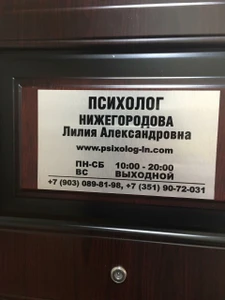 ПСИХОЛОГ
НИЖЕГОРОДОВА
Лилия Александровна
www.psixolog-in.com
ПН-СБ 10:00 - 20:00
ВС ВЫХОДНОЙ
+7 (903) 089-81-98, +7 (351) 90-72-031